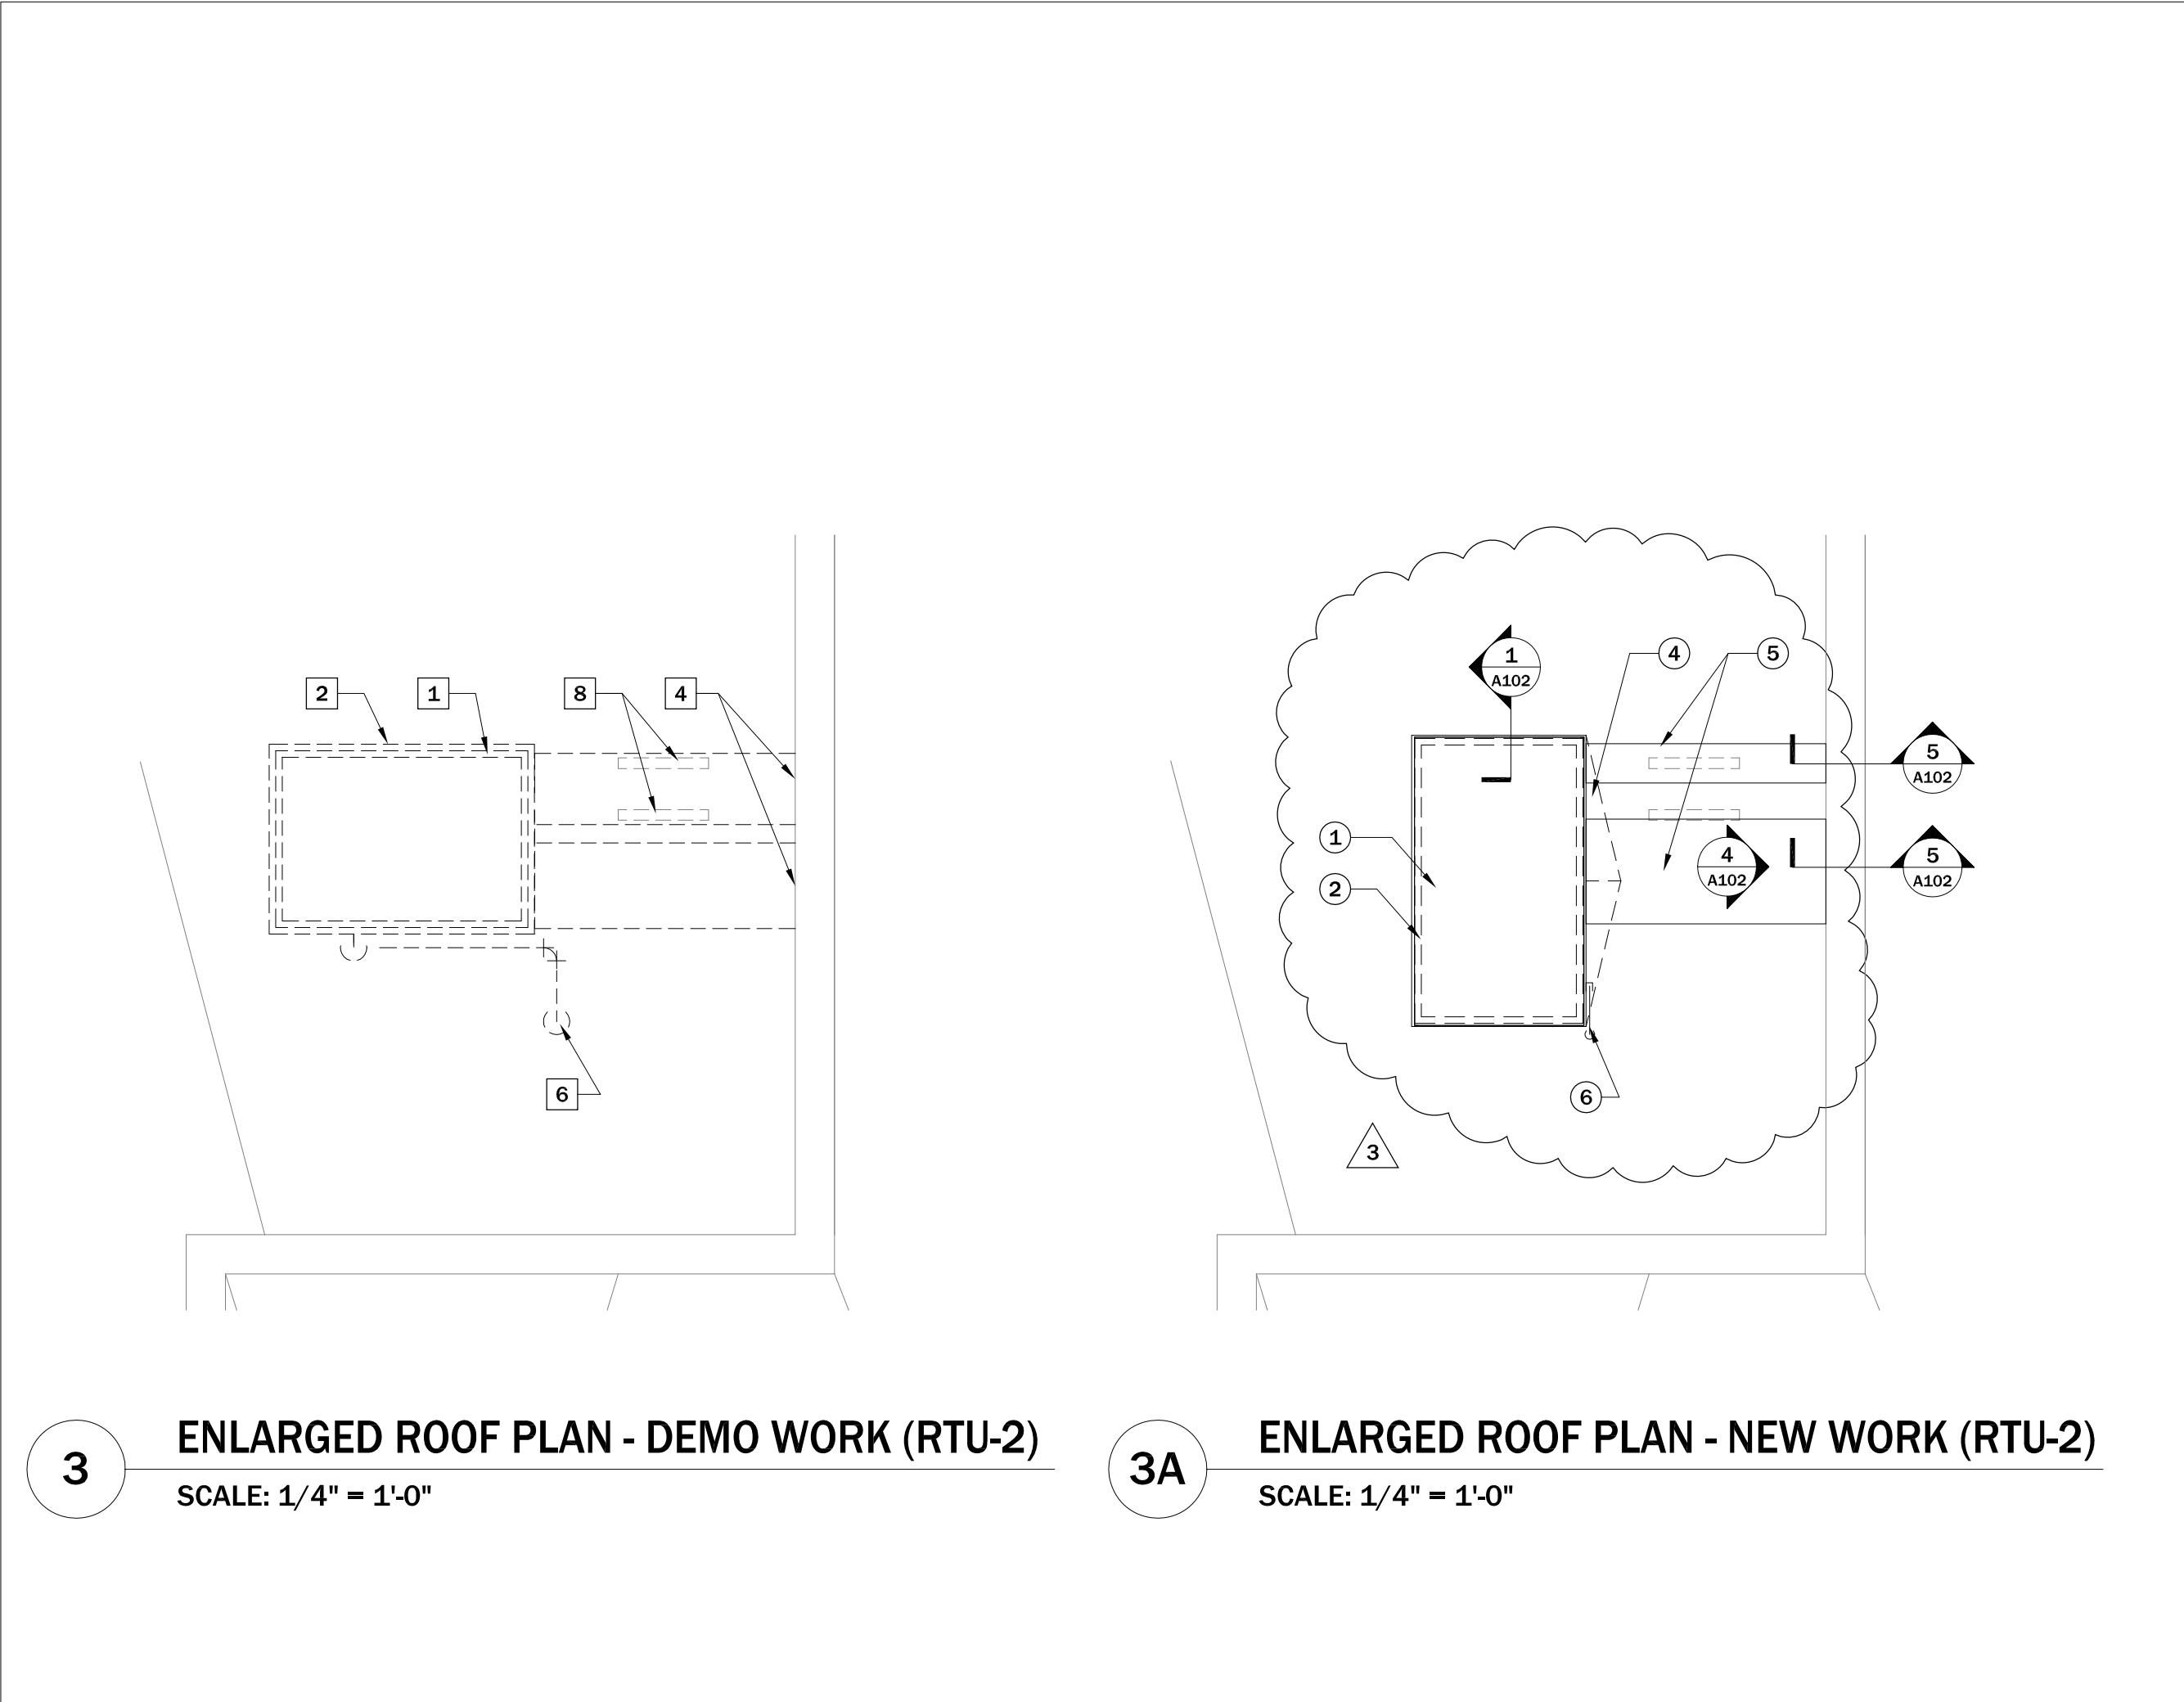 2
1
8
4
6
1
A102
4
5
5
A102
1
2
4
A102
5
A102
6
3
3
ENLARGED ROOF PLAN - DEMO WORK (RTU-2)
SCALE: 1/4" = 1'-0"
3A
ENLARGED ROOF PLAN - NEW WORK (RTU-2)
SCALE: 1/4" = 1'-0"